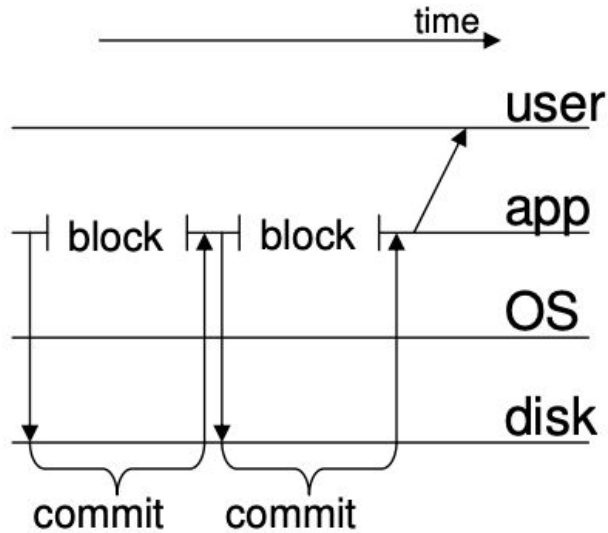 time
user
app
block
block
OS
disk
commit
commit